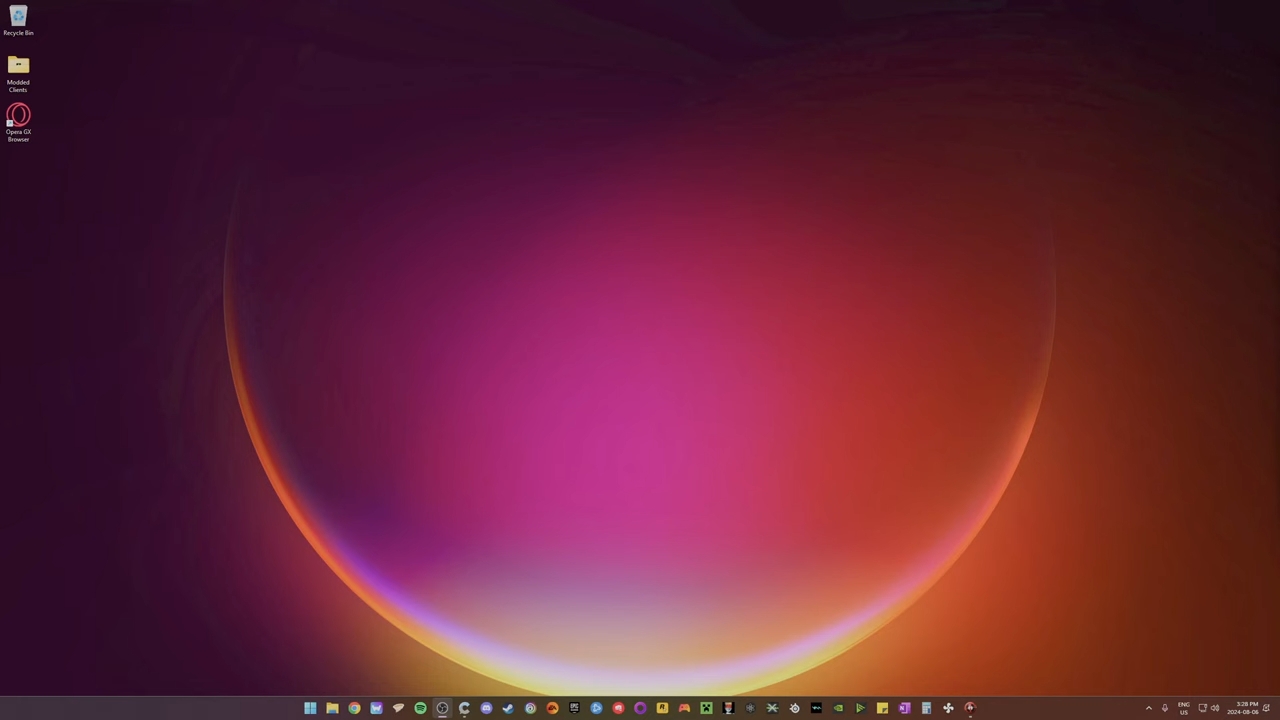 Recycle Bin
Modded
Clients
Opera GX
Browser
ENG
US
3:28 PM
2024-08-06